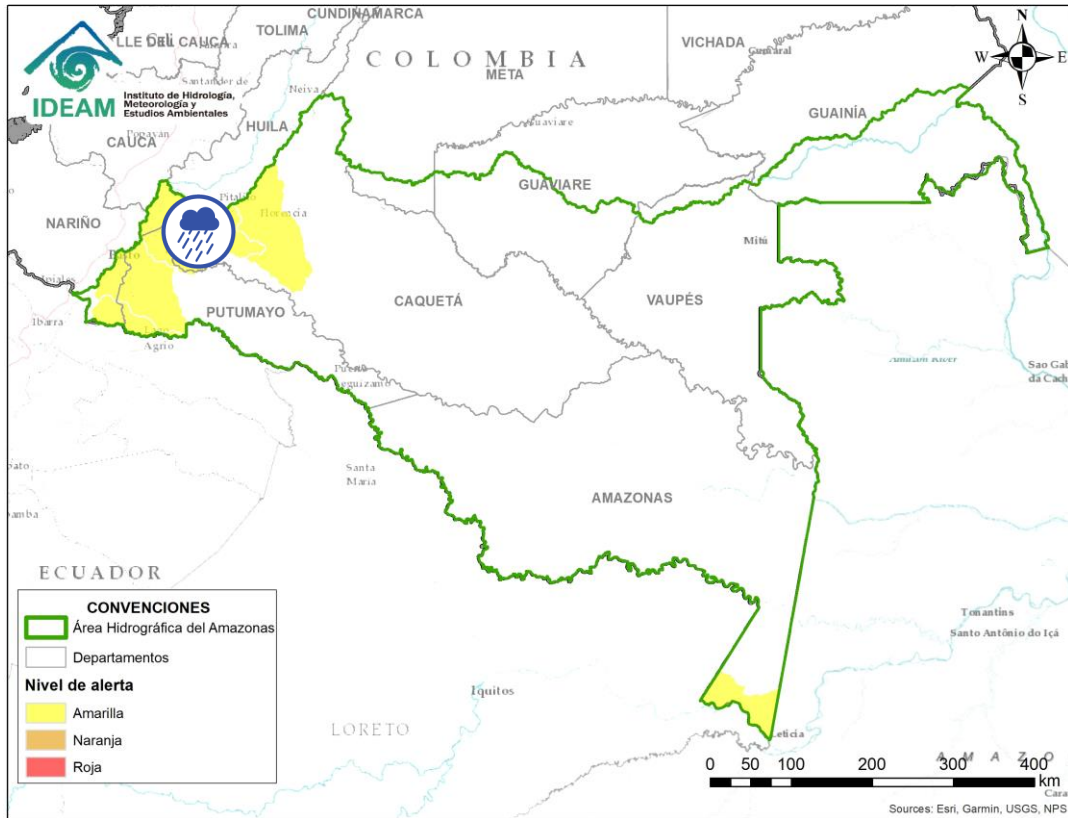 CUNDINAMARCA
TOLIMA
LLE DEL CAUCA
IDEAM
Instituto de Hidrología,
Meteorología y
Estudios Ambientales
COLOMBIA
META
VICHADA
N
W
E
S
Santander de
Neiva
HUILA
CAUCA
Popayán
GUAINÍA
GUAVIARE
NARIÑO
Florencia
Mitú
CAQUETÁ
VAUPÉS
PUTUMAYO
Ibarra
Agrio
Santa
Maria
Sao Gab
da Cach
AMAZONAS
ECUADOR
Tonantins
Santo Antônio do Içá
Iquitos
LORETO
Leticia
CONVENCIONES
Área Hidrográfica del Amazonas
Departamentos
Nivel de alerta
Amarilla
Naranja
Roja
A M A Z O
0 50 100 200 300 400
km
Sources: Esri, Garmin, USGS, NPS